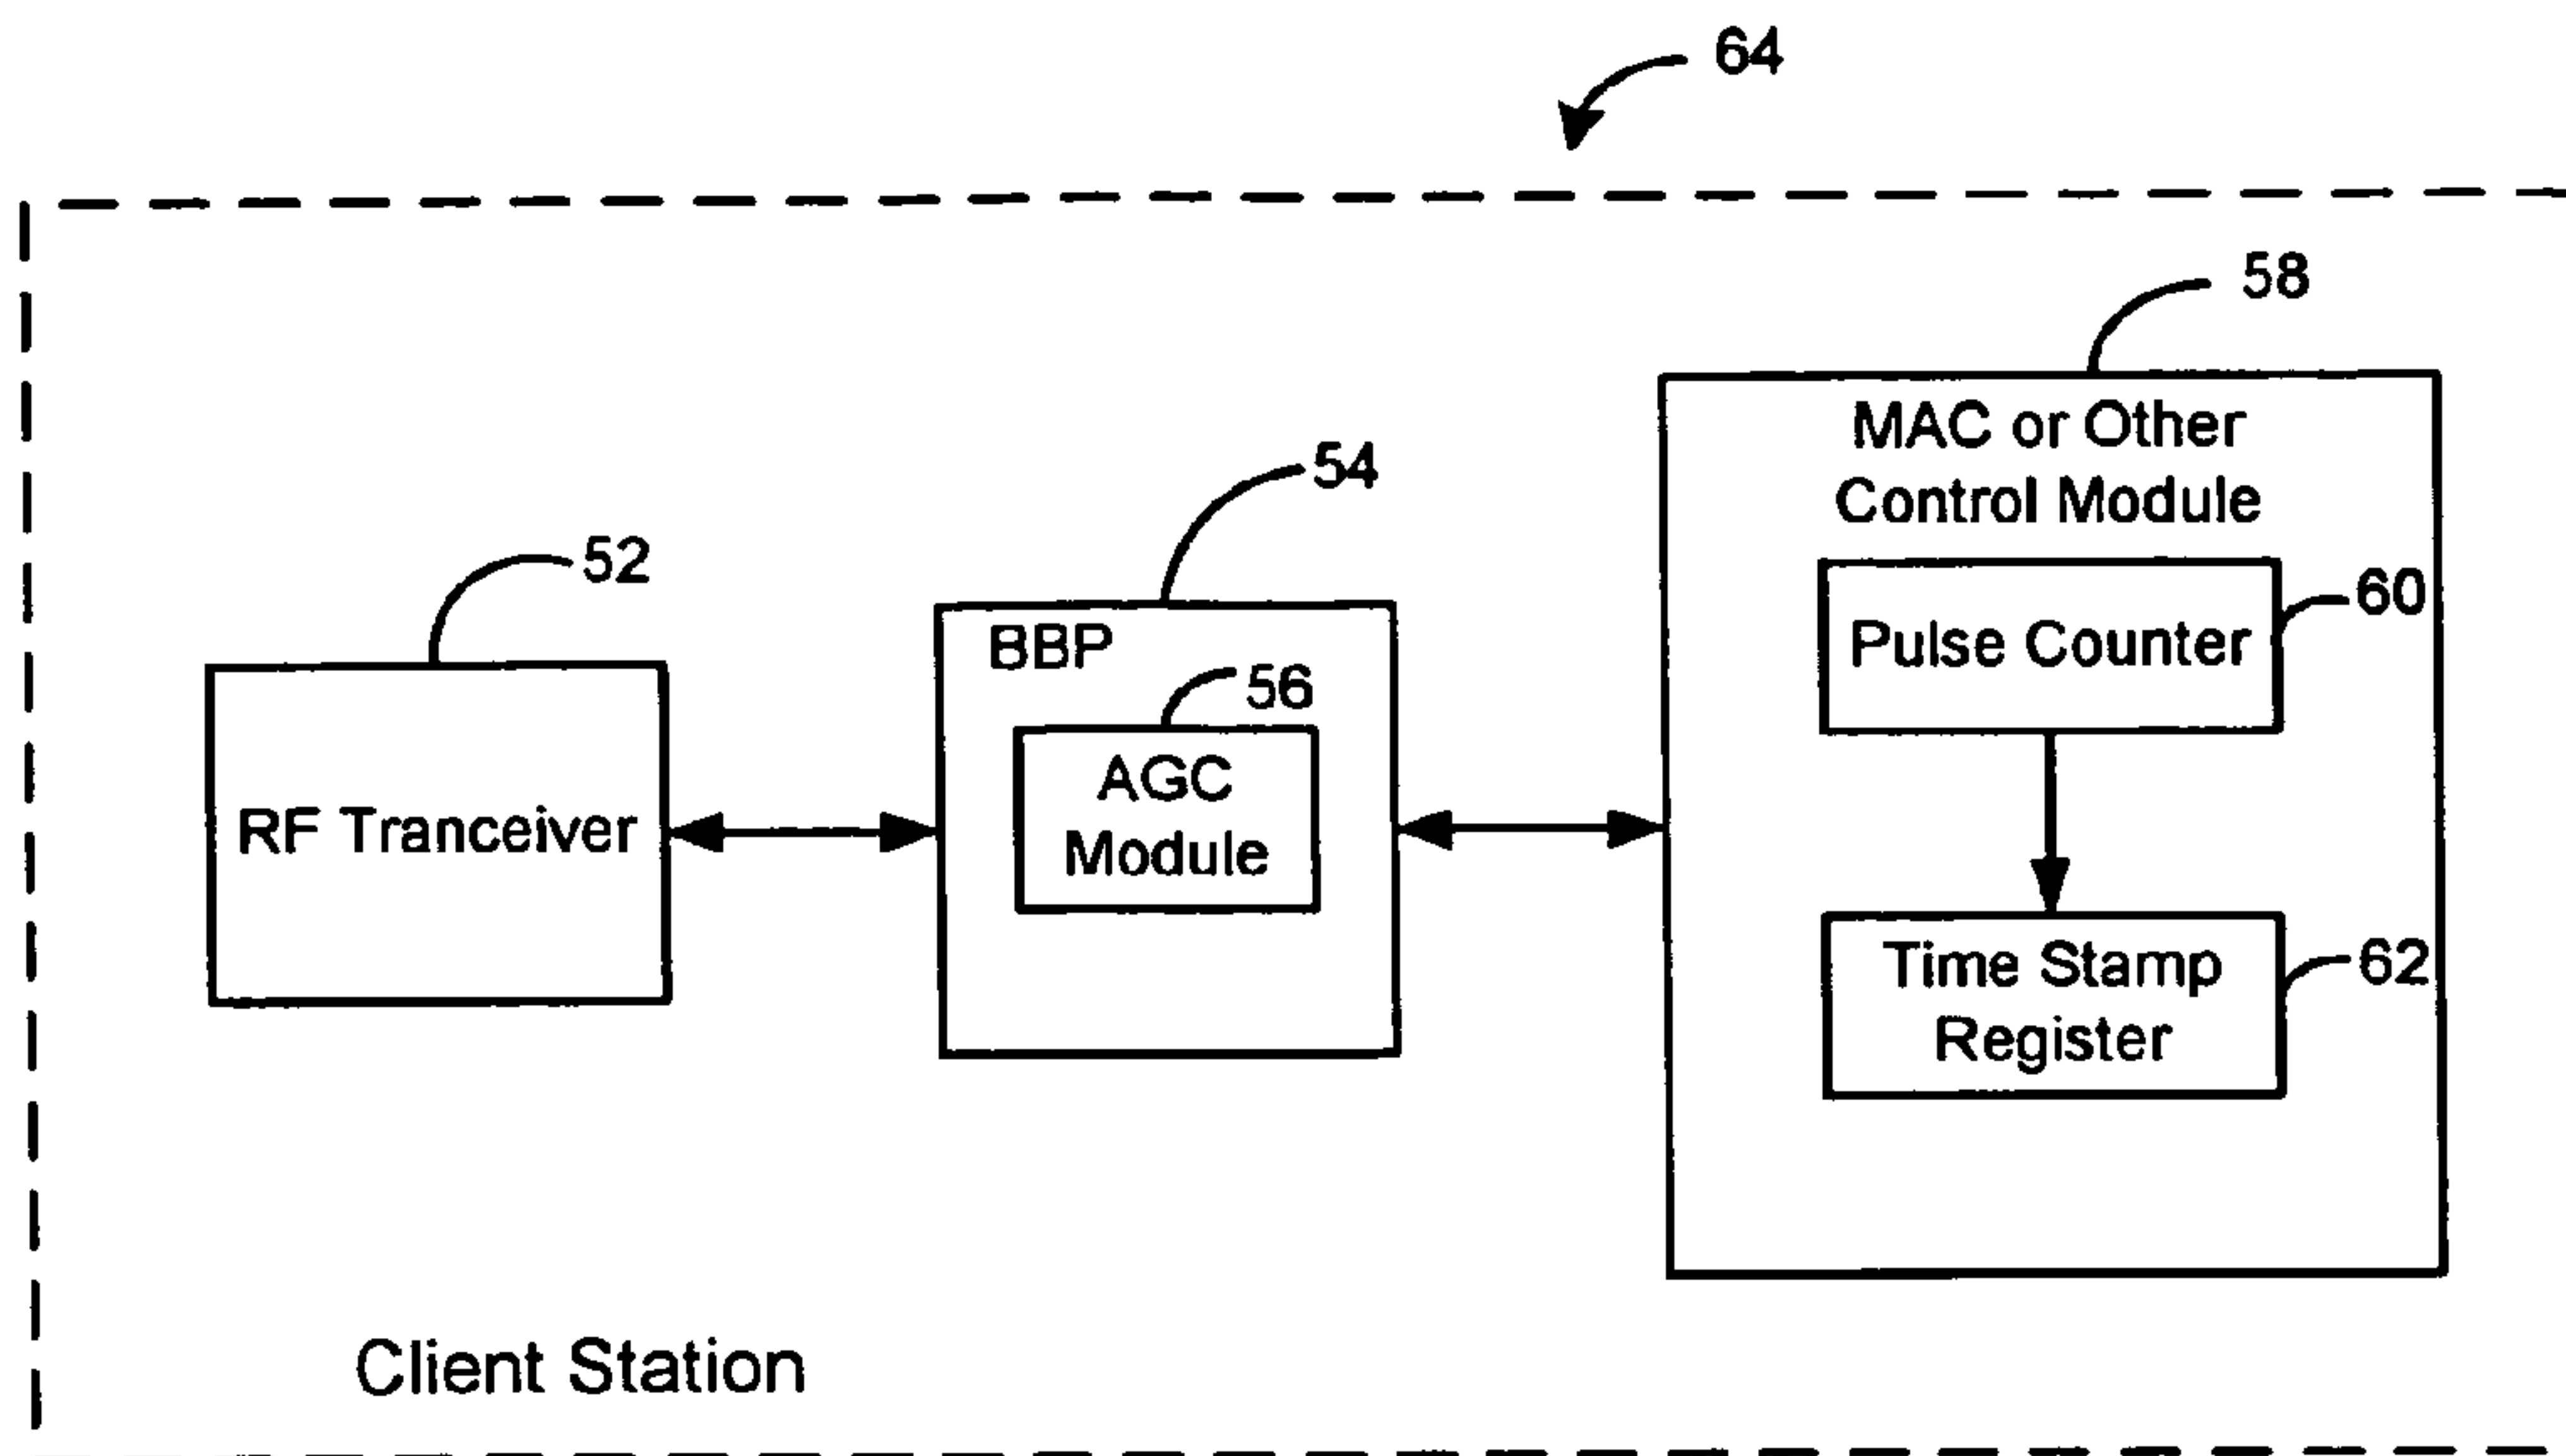 64
58
MAC or Other
Control Module
54
52
60
BBP
Pulse Counter
56
AGC
Module
RF Tranceiver
62
Time Stamp
Register
Client Station